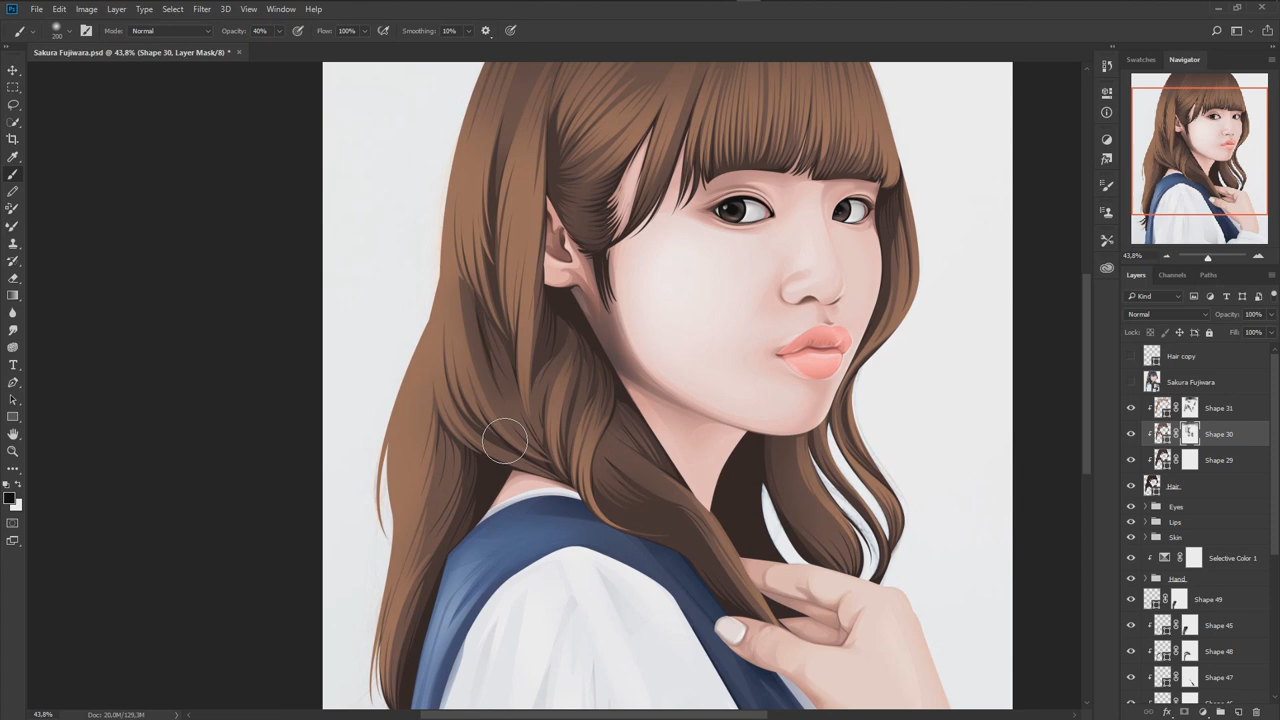 Ps File Edit Image Layer Type Select Filter 3D View Window Help
200 Mode: Normal Opacity: 40% Flow: 100% Smoothing: 10%
Sakura Fujiwara.psd @ 43,8% (Shape 30, Layer Mask/8) * ×
Swatches Navigator
43,8%
Layers Channels Paths
Kind
Normal Opacity: 100%
Lock: Fill: 100%
Hair copy
Sakura Fujiwara
Shape 31
Shape 30
Shape 29
Hair
Eyes
Lips
Skin
Selective Color 1
Hand
Shape 49
Shape 45
Shape 48
Shape 47
43,8% Doc: 20,0M/129,3M